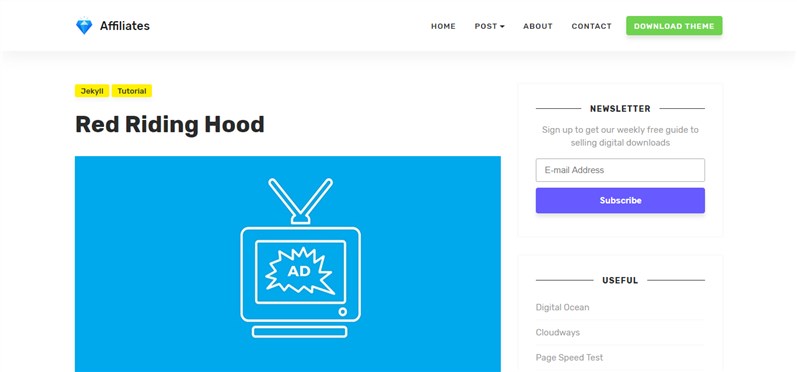 Affiliates
HOME
POST
ABOUT
CONTACT
DOWNLOAD THEME
Jekyll
Tutorial
Red Riding Hood
AD
NEWSLETTER
Sign up to get our weekly free guide to
selling digital downloads
E-mail Address
Subscribe
USEFUL
Digital Ocean
Cloudways
Page Speed Test